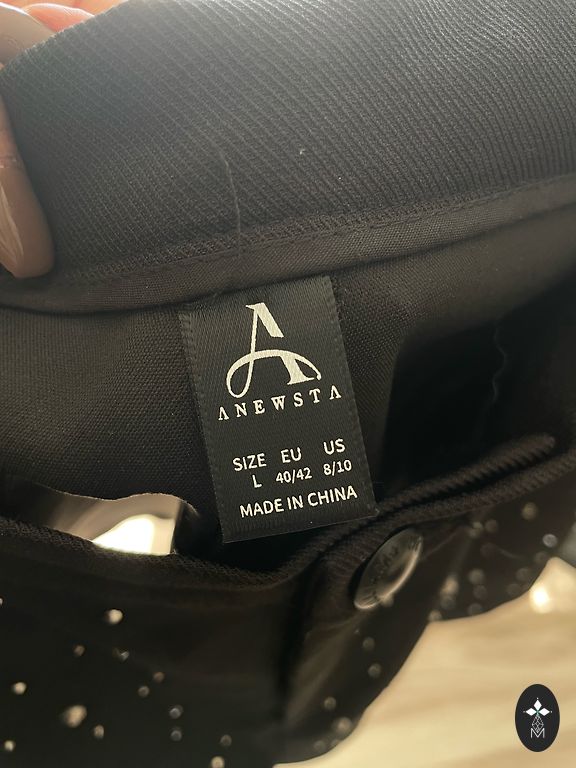 A
ANEWSTA
SIZE EU US
L 40/42 8/10
MADE IN CHINA
M